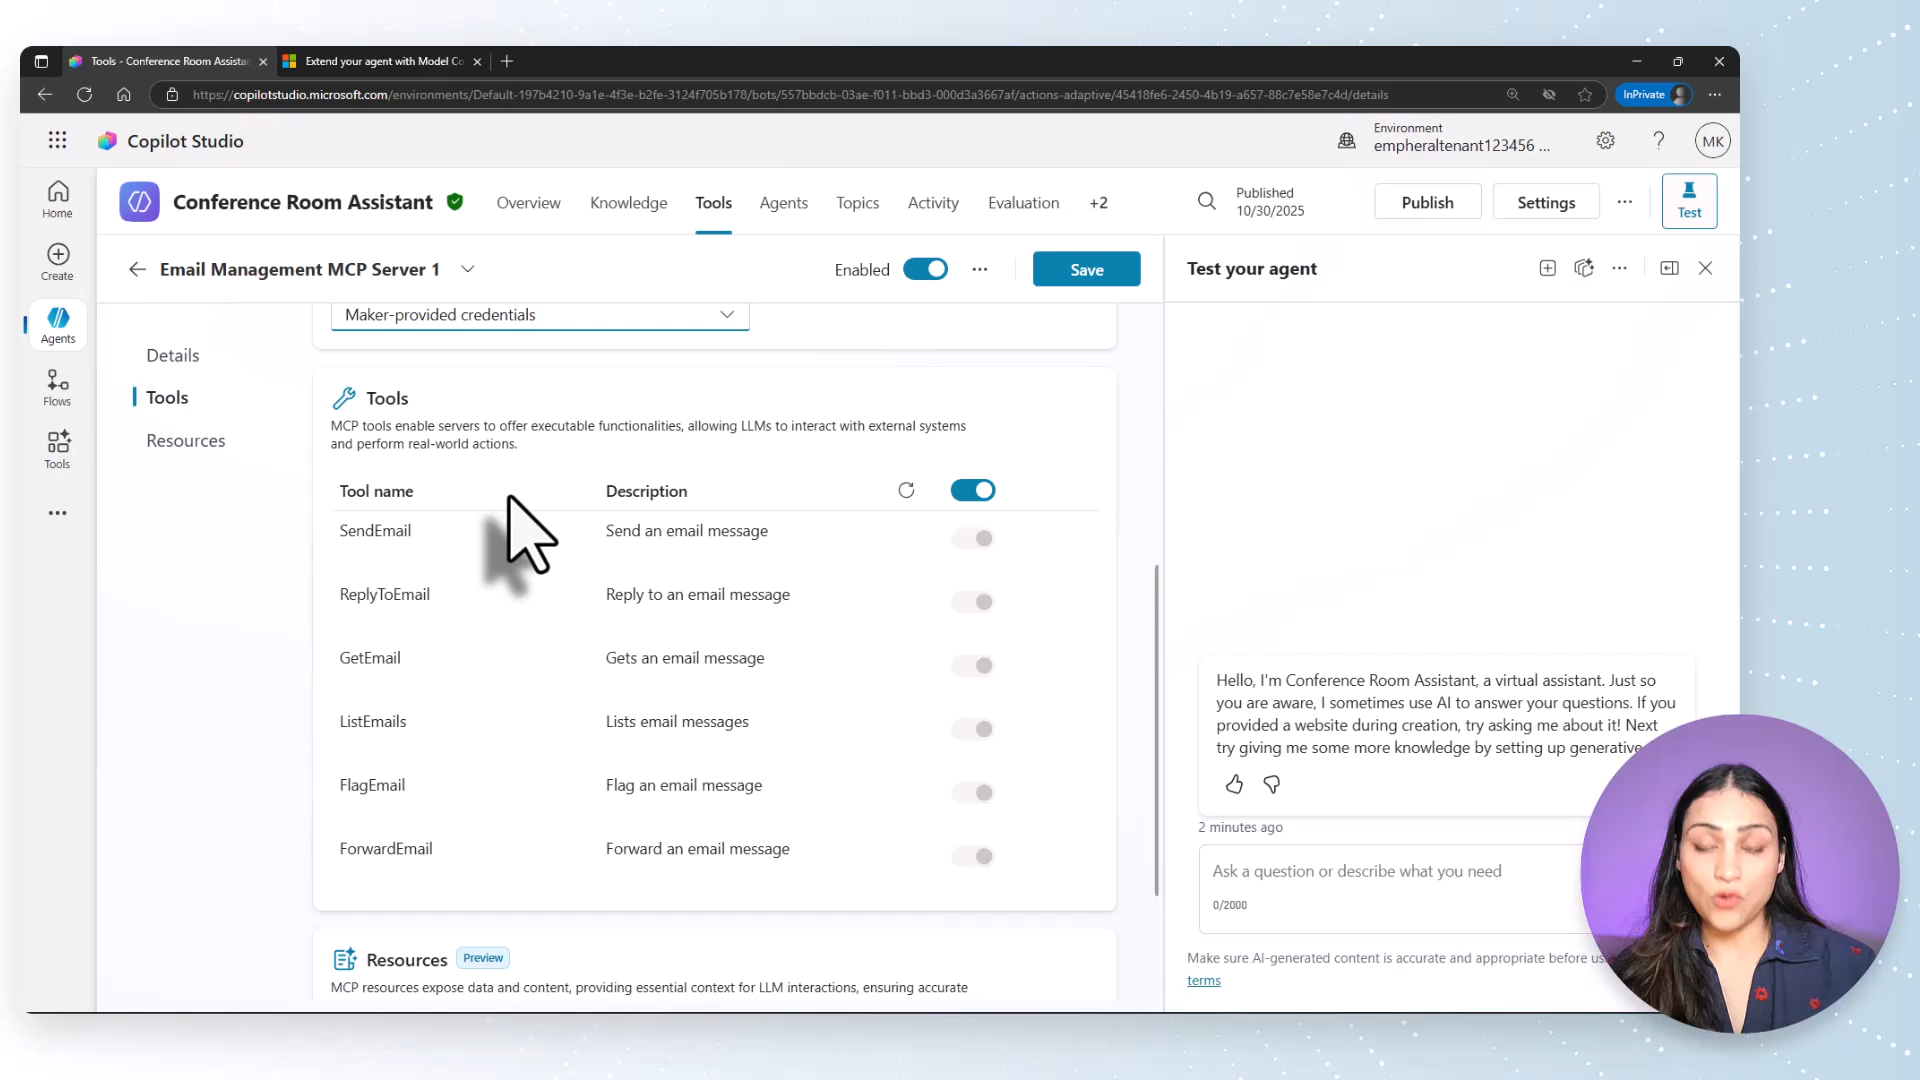 Tools - Conference Room Assista
Extend your agent with Model Co
https://copilotstudio.microsoft.com/environments/Default-197b4210-9a1e-4f3e-b2fe-3124f705b178/bots/557bbdcb-03ae-f011-bbd3-000d3a3667af/actions-adaptive/45418fe6-2450-4b19-a657-88c7e58e7c4d/details
InPrivate
Copilot Studio
Environment
empheraltenant123456 ...
MK
Home
Create
Agents
Flows
Tools
Conference Room Assistant
Overview
Knowledge
Tools
Agents
Topics
Activity
Evaluation
+2
Published
10/30/2025
Publish
Settings
Test
Email Management MCP Server 1
Enabled
Save
Details
Tools
Resources
Maker-provided credentials
Tools
MCP tools enable servers to offer executable functionalities, allowing LLMs to interact with external systems
and perform real-world actions.
Tool name Description
SendEmail Send an email message
ReplyToEmail Reply to an email message
GetEmail Gets an email message
ListEmails Lists email messages
FlagEmail Flag an email message
ForwardEmail Forward an email message
Resources Preview
MCP resources expose data and content, providing essential context for LLM interactions, ensuring accurate
Test your agent
Hello, I'm Conference Room Assistant, a virtual assistant. Just so
you are aware, I sometimes use AI to answer your questions. If you
provided a website during creation, try asking me about it! Next
try giving me some more knowledge by setting up generative
2 minutes ago
Ask a question or describe what you need
0/2000
Make sure AI-generated content is accurate and appropriate before
terms